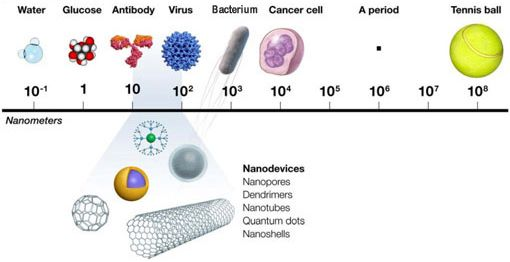 Water Glucose Antibody Virus Bacterium Cancer cell A period Tennis ball
10⁻¹ 1 10 10² 10³ 10⁴ 10⁵ 10⁶ 10⁷ 10⁸
Nanometers
Nanodevices
Nanopores
Dendrimers
Nanotubes
Quantum dots
Nanoshells